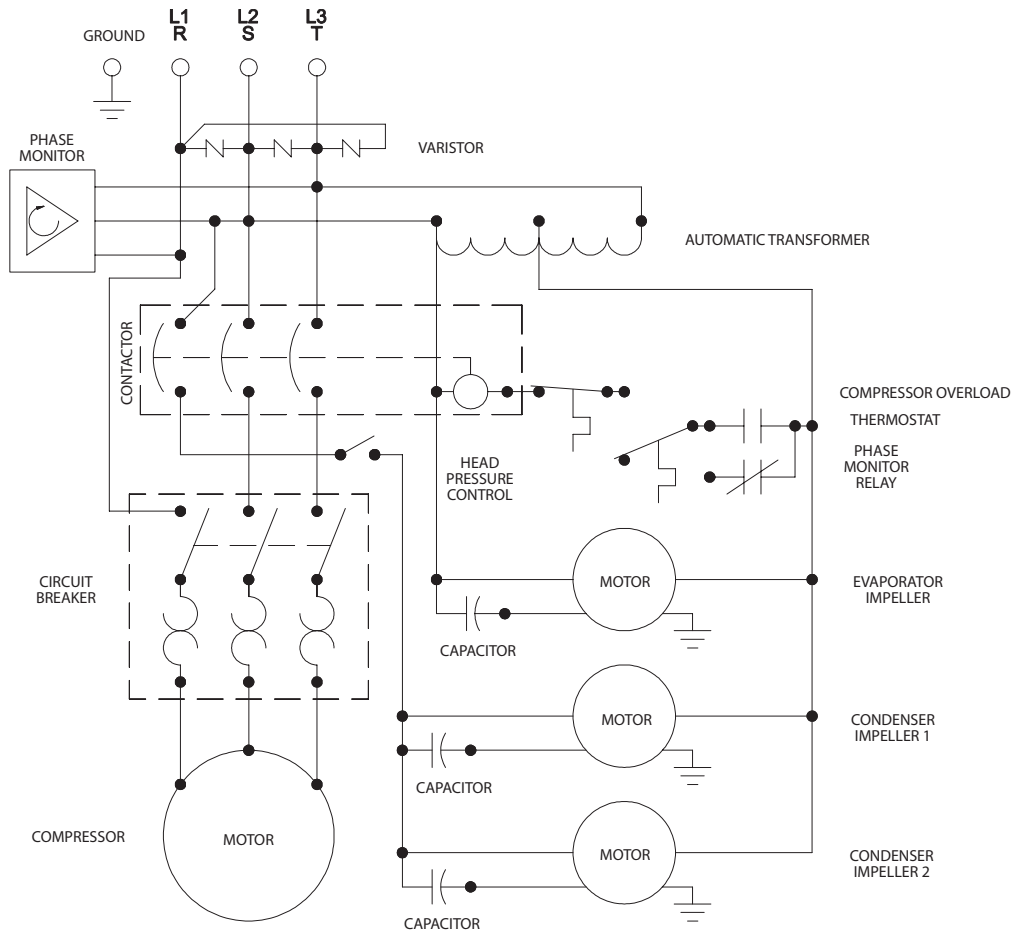 L1
R
L2
S
L3
T
GROUND
PHASE
MONITOR
VARISTOR
AUTOMATIC TRANSFORMER
CONTACTOR
COMPRESSOR OVERLOAD
THERMOSTAT
PHASE
MONITOR
RELAY
HEAD
PRESSURE
CONTROL
CIRCUIT
BREAKER
MOTOR
EVAPORATOR
IMPELLER
CAPACITOR
MOTOR
CONDENSER
IMPELLER 1
CAPACITOR
COMPRESSOR
MOTOR
MOTOR
CONDENSER
IMPELLER 2
CAPACITOR